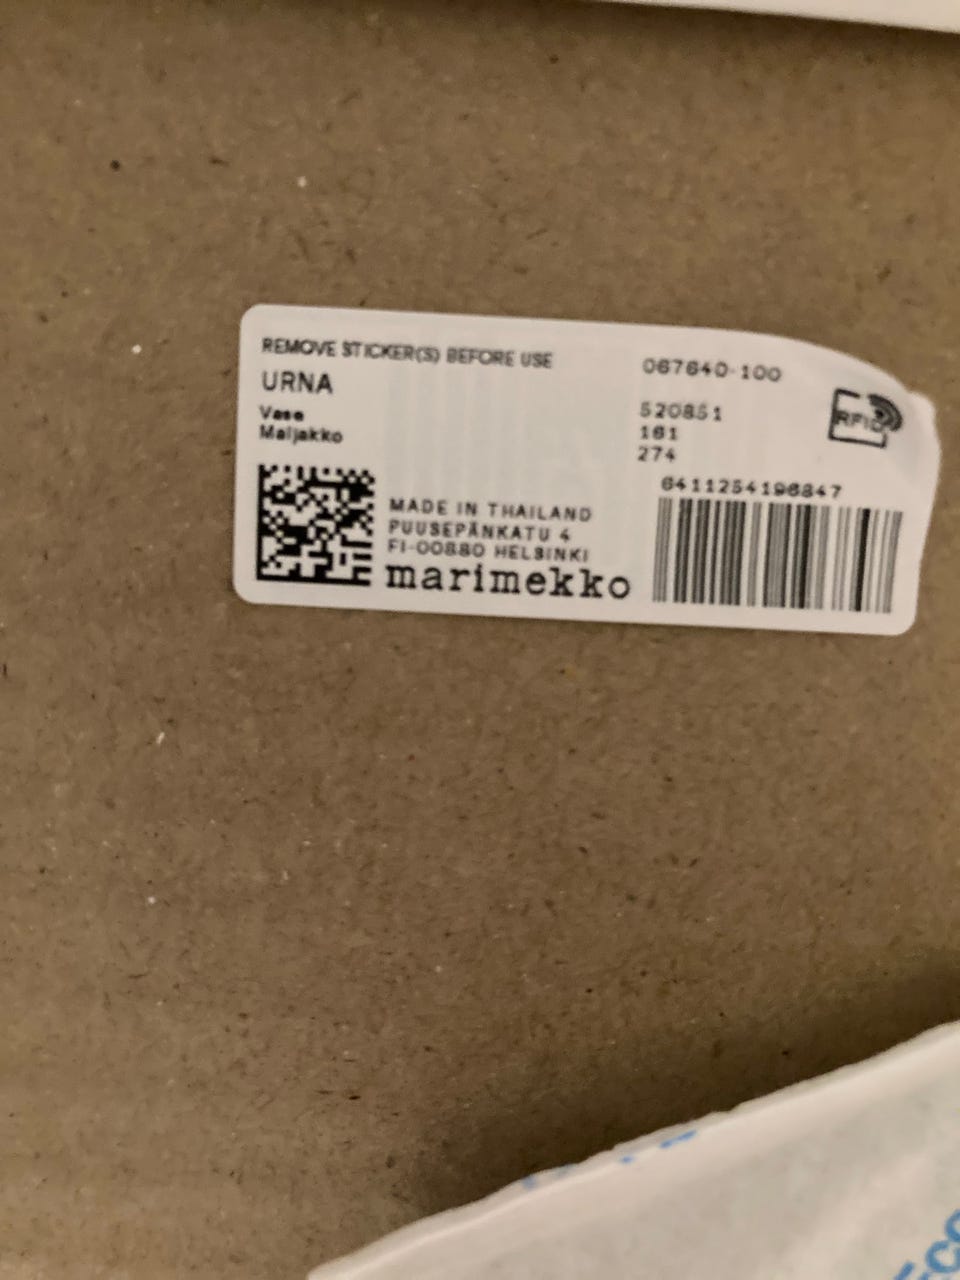 REMOVE STICKER(S) BEFORE USE
URNA
Vase
Maljakko
067640-100
520851
161
274
RFID
6411254196847
MADE IN THAILAND
PUUSEPÄNKATU 4
FI-00880 HELSINKI
marimekko